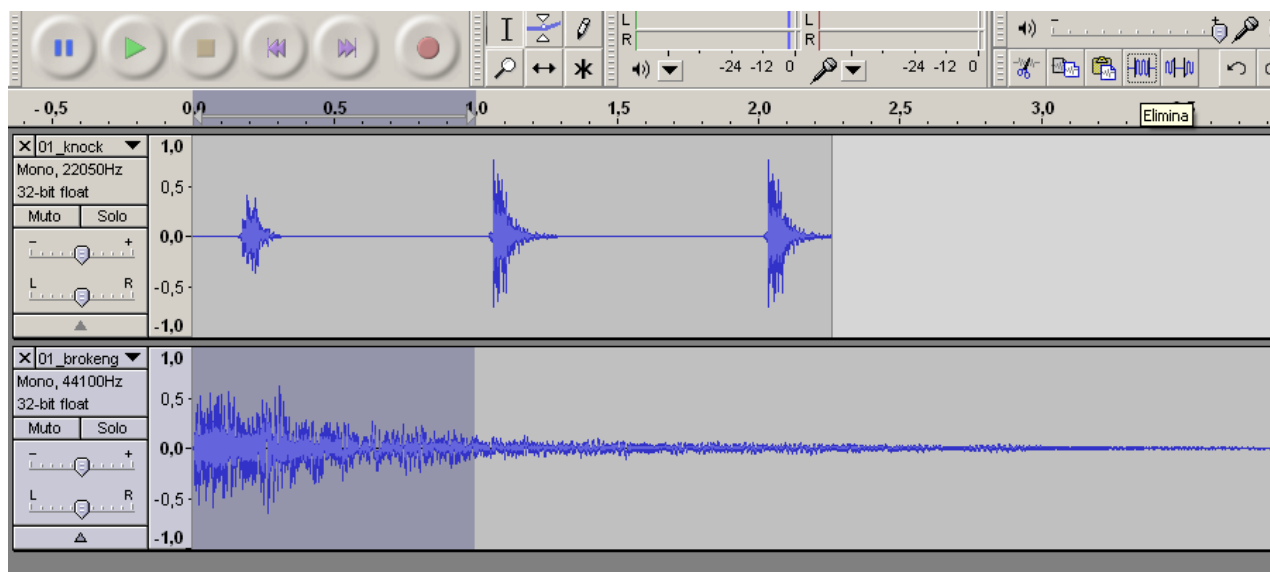 L
R
-24 -12 0
L
R
-24 -12 0
- +
- 0,5 0,0 0,5 1,0 1,5 2,0 2,5 3,0
Elimina
X 01_knock
Mono, 22050Hz
32-bit float
Muto Solo
- +
L R
1,0
0,5
0,0
-0,5
-1,0
X 01_brokeng
Mono, 44100Hz
32-bit float
Muto Solo
- +
L R
1,0
0,5
0,0
-0,5
-1,0